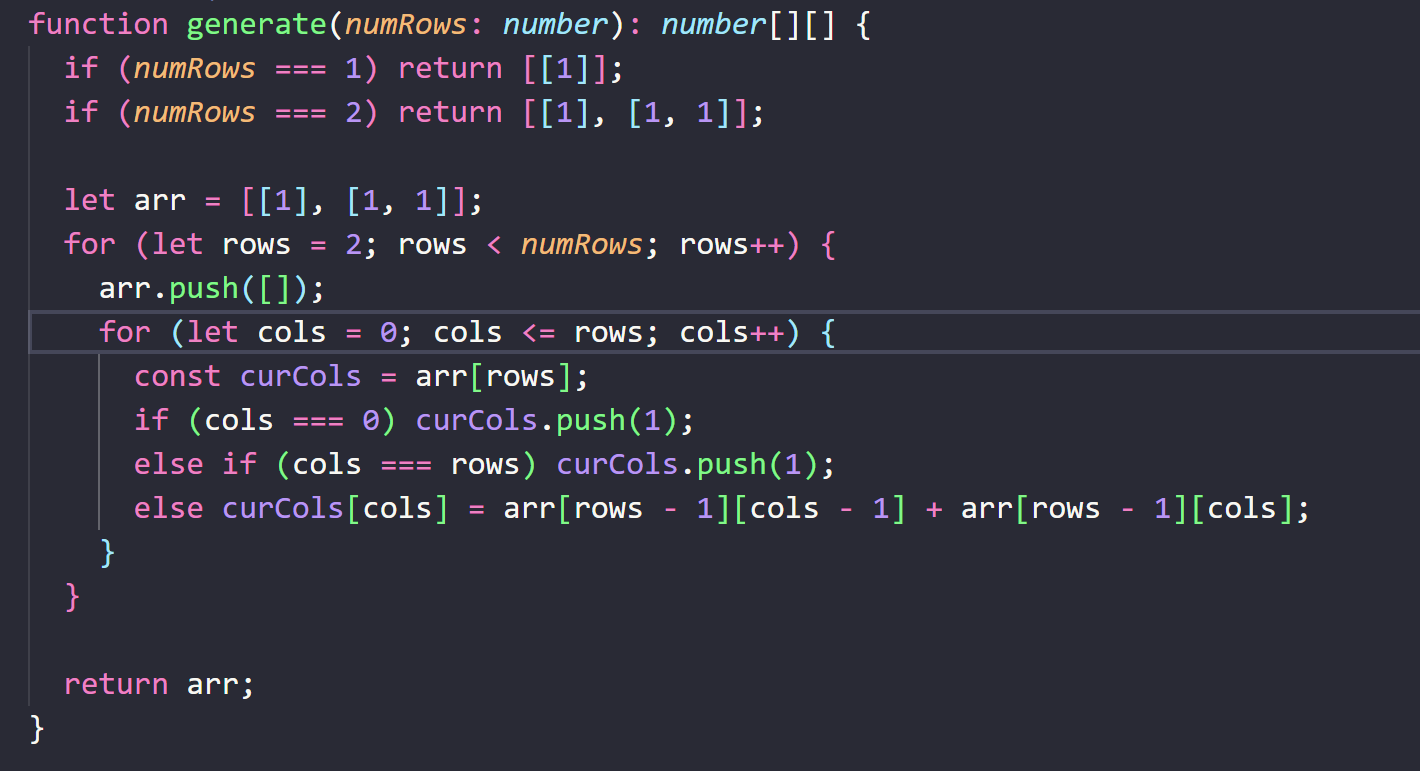 function generate(numRows: number): number[][] {
  if (numRows === 1) return [[1]];
  if (numRows === 2) return [[1], [1, 1]];

  let arr = [[1], [1, 1]];
  for (let rows = 2; rows < numRows; rows++) {
    arr.push([]);
    for (let cols = 0; cols <= rows; cols++) {
      const curCols = arr[rows];
      if (cols === 0) curCols.push(1);
      else if (cols === rows) curCols.push(1);
      else curCols[cols] = arr[rows - 1][cols - 1] + arr[rows - 1][cols];
    }
  }

  return arr;
}